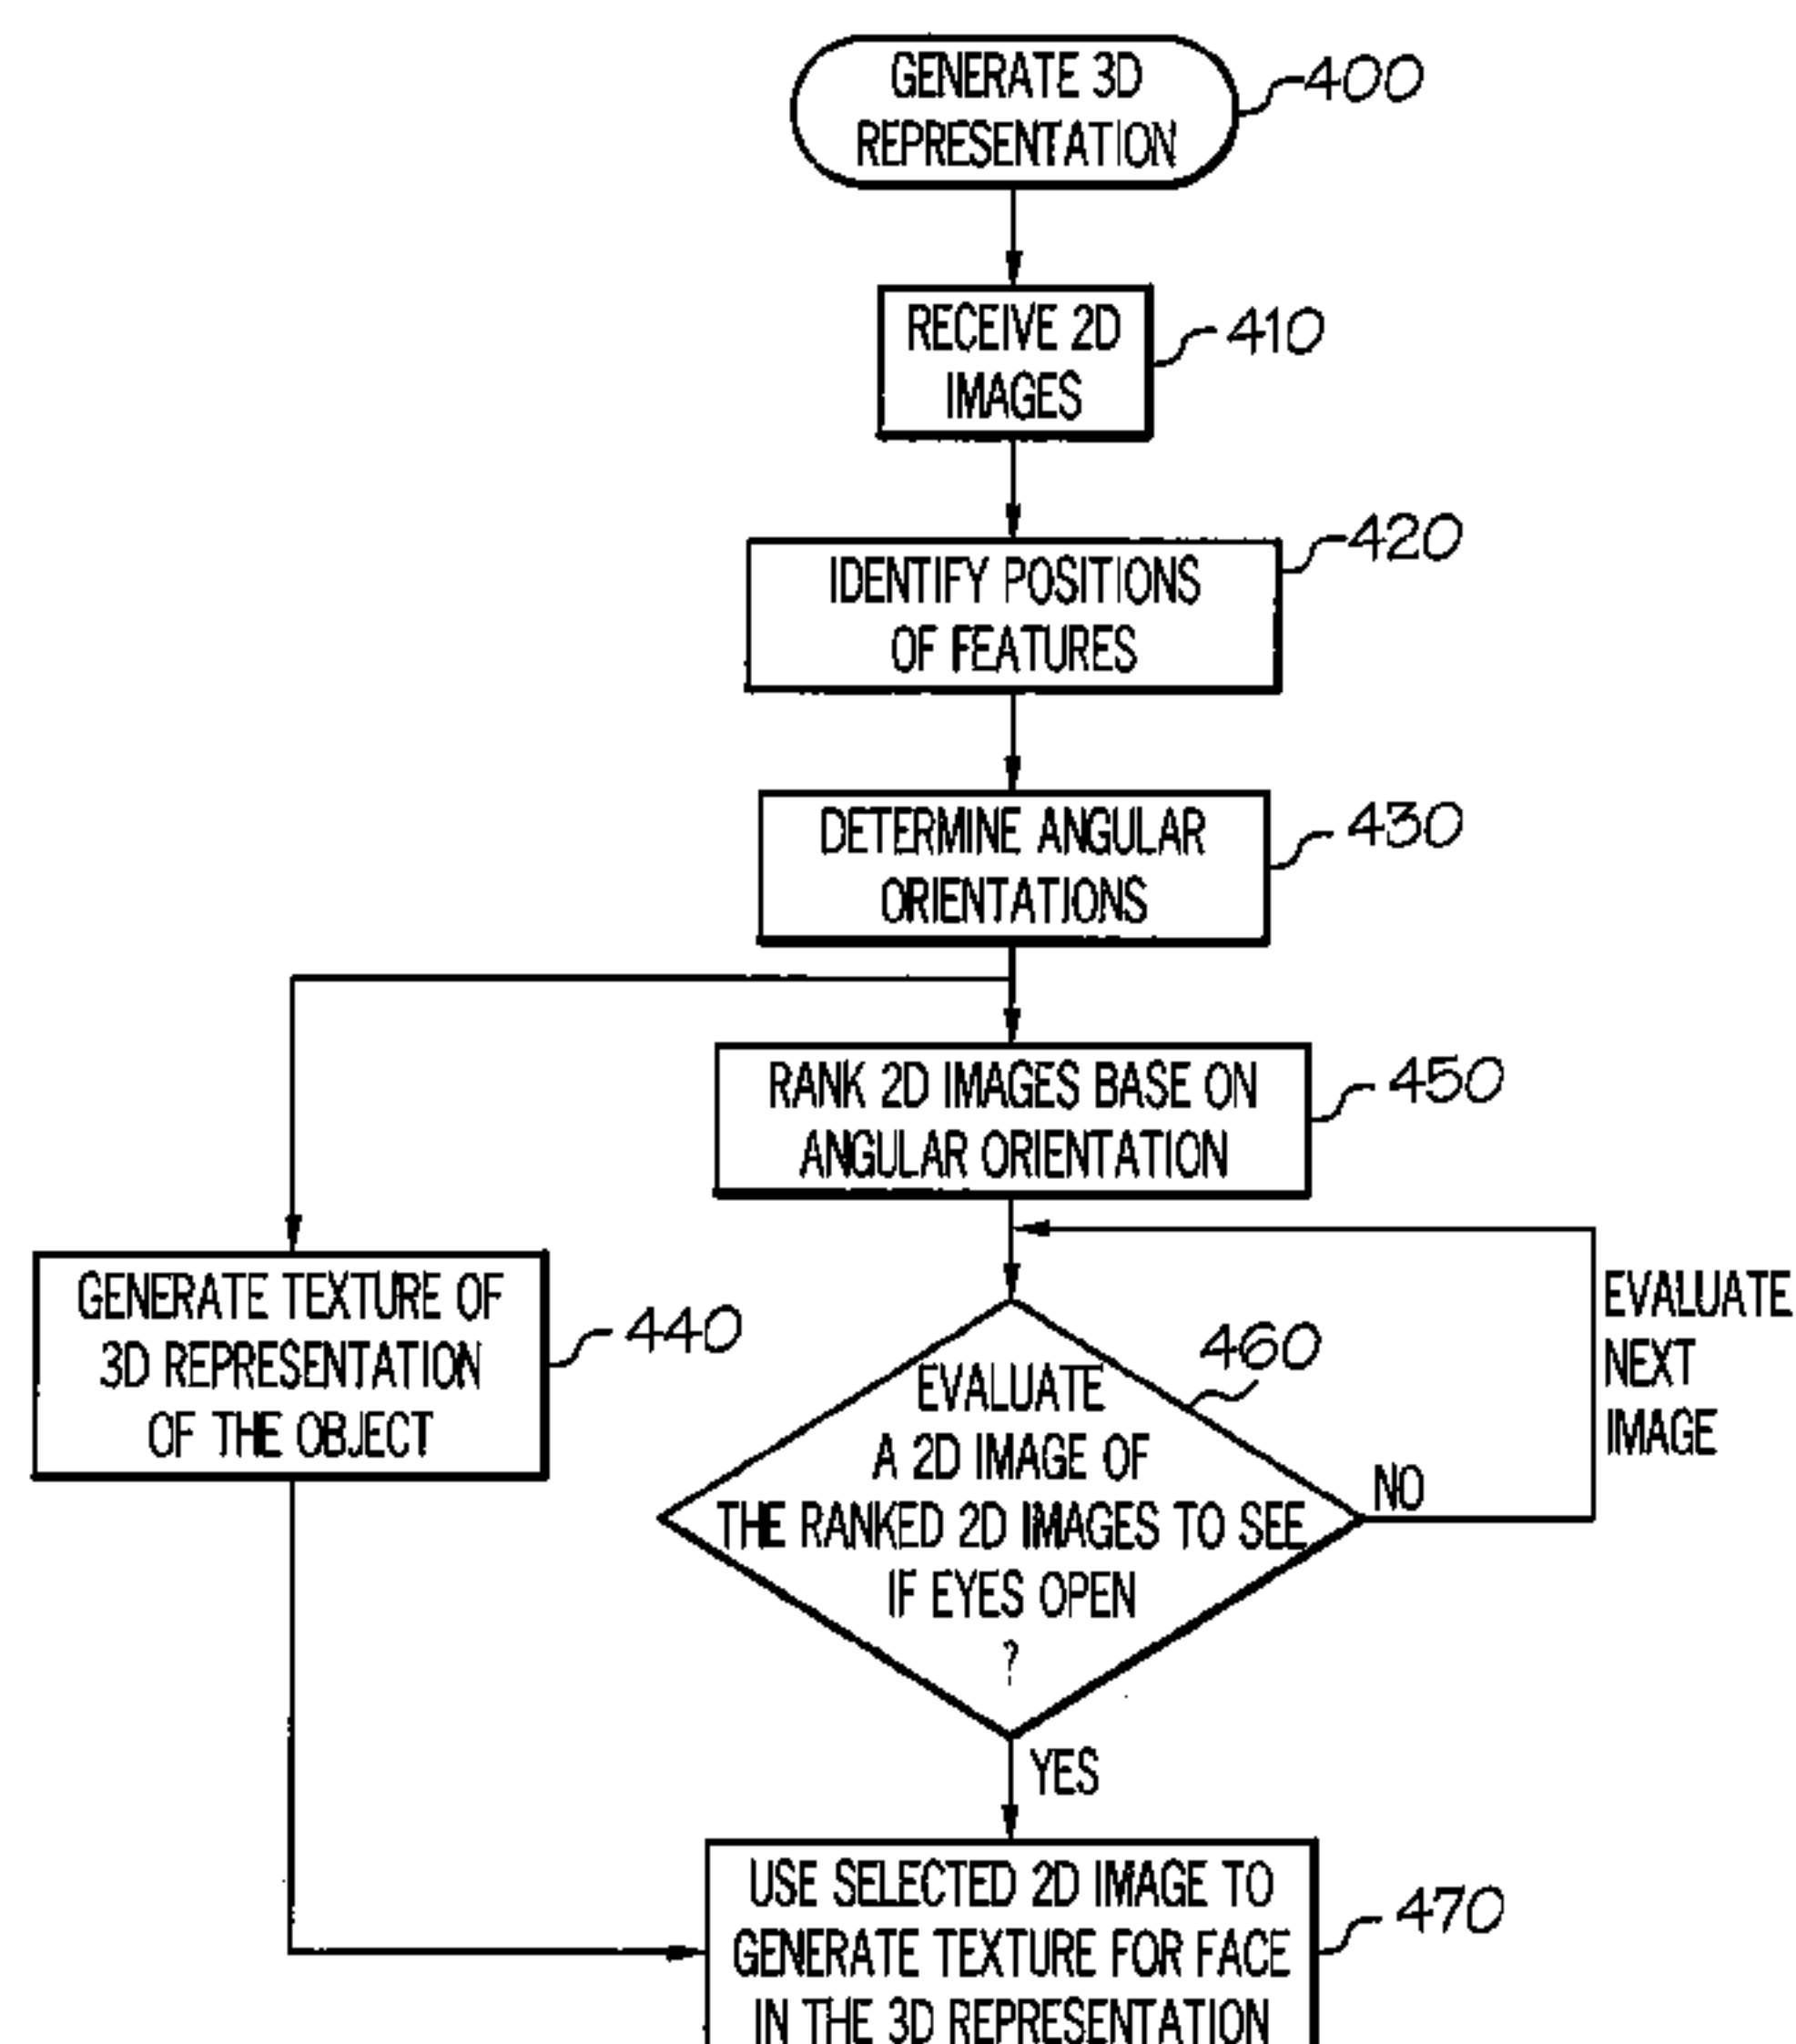 GENERATE 3D
REPRESENTATION
400
RECEIVE 2D
IMAGES
410
IDENTIFY POSITIONS
OF FEATURES
420
DETERMINE ANGULAR
ORIENTATIONS
430
RANK 2D IMAGES BASE ON
ANGULAR ORIENTATION
450
GENERATE TEXTURE OF
3D REPRESENTATION
OF THE OBJECT
440
EVALUATE
A 2D IMAGE OF
THE RANKED 2D IMAGES TO SEE
IF EYES OPEN
?
460
NO
EVALUATE
NEXT
IMAGE
YES
USE SELECTED 2D IMAGE TO
GENERATE TEXTURE FOR FACE
IN THE 3D REPRESENTATION
470